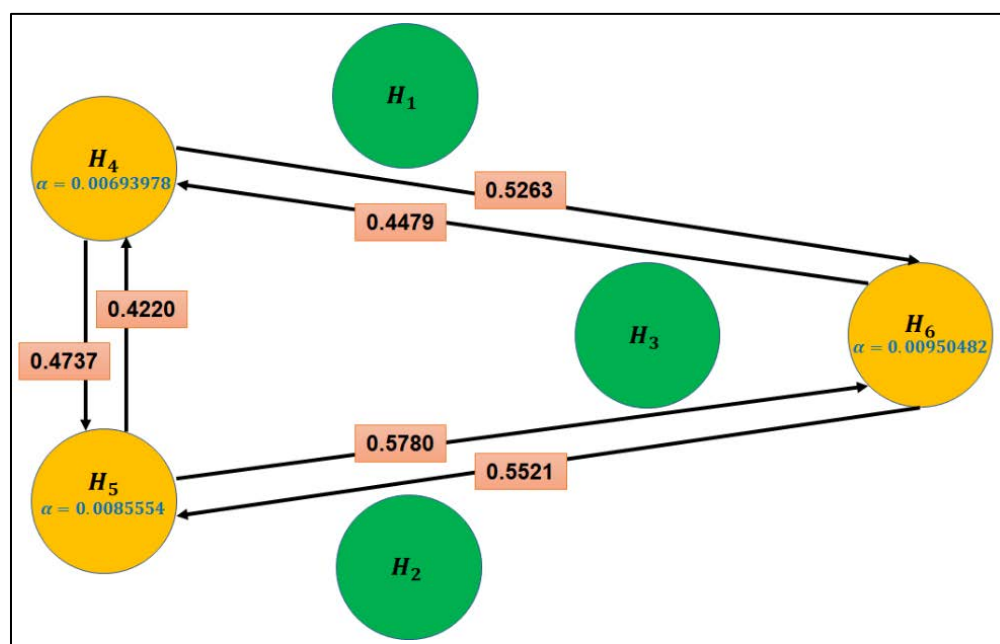 H₁
H₄
α = 0.00693978
0.5263
0.4479
0.4220
H₃
H₆
α = 0.00950482
0.4737
0.5780
0.5521
H₅
α = 0.0085554
H₂